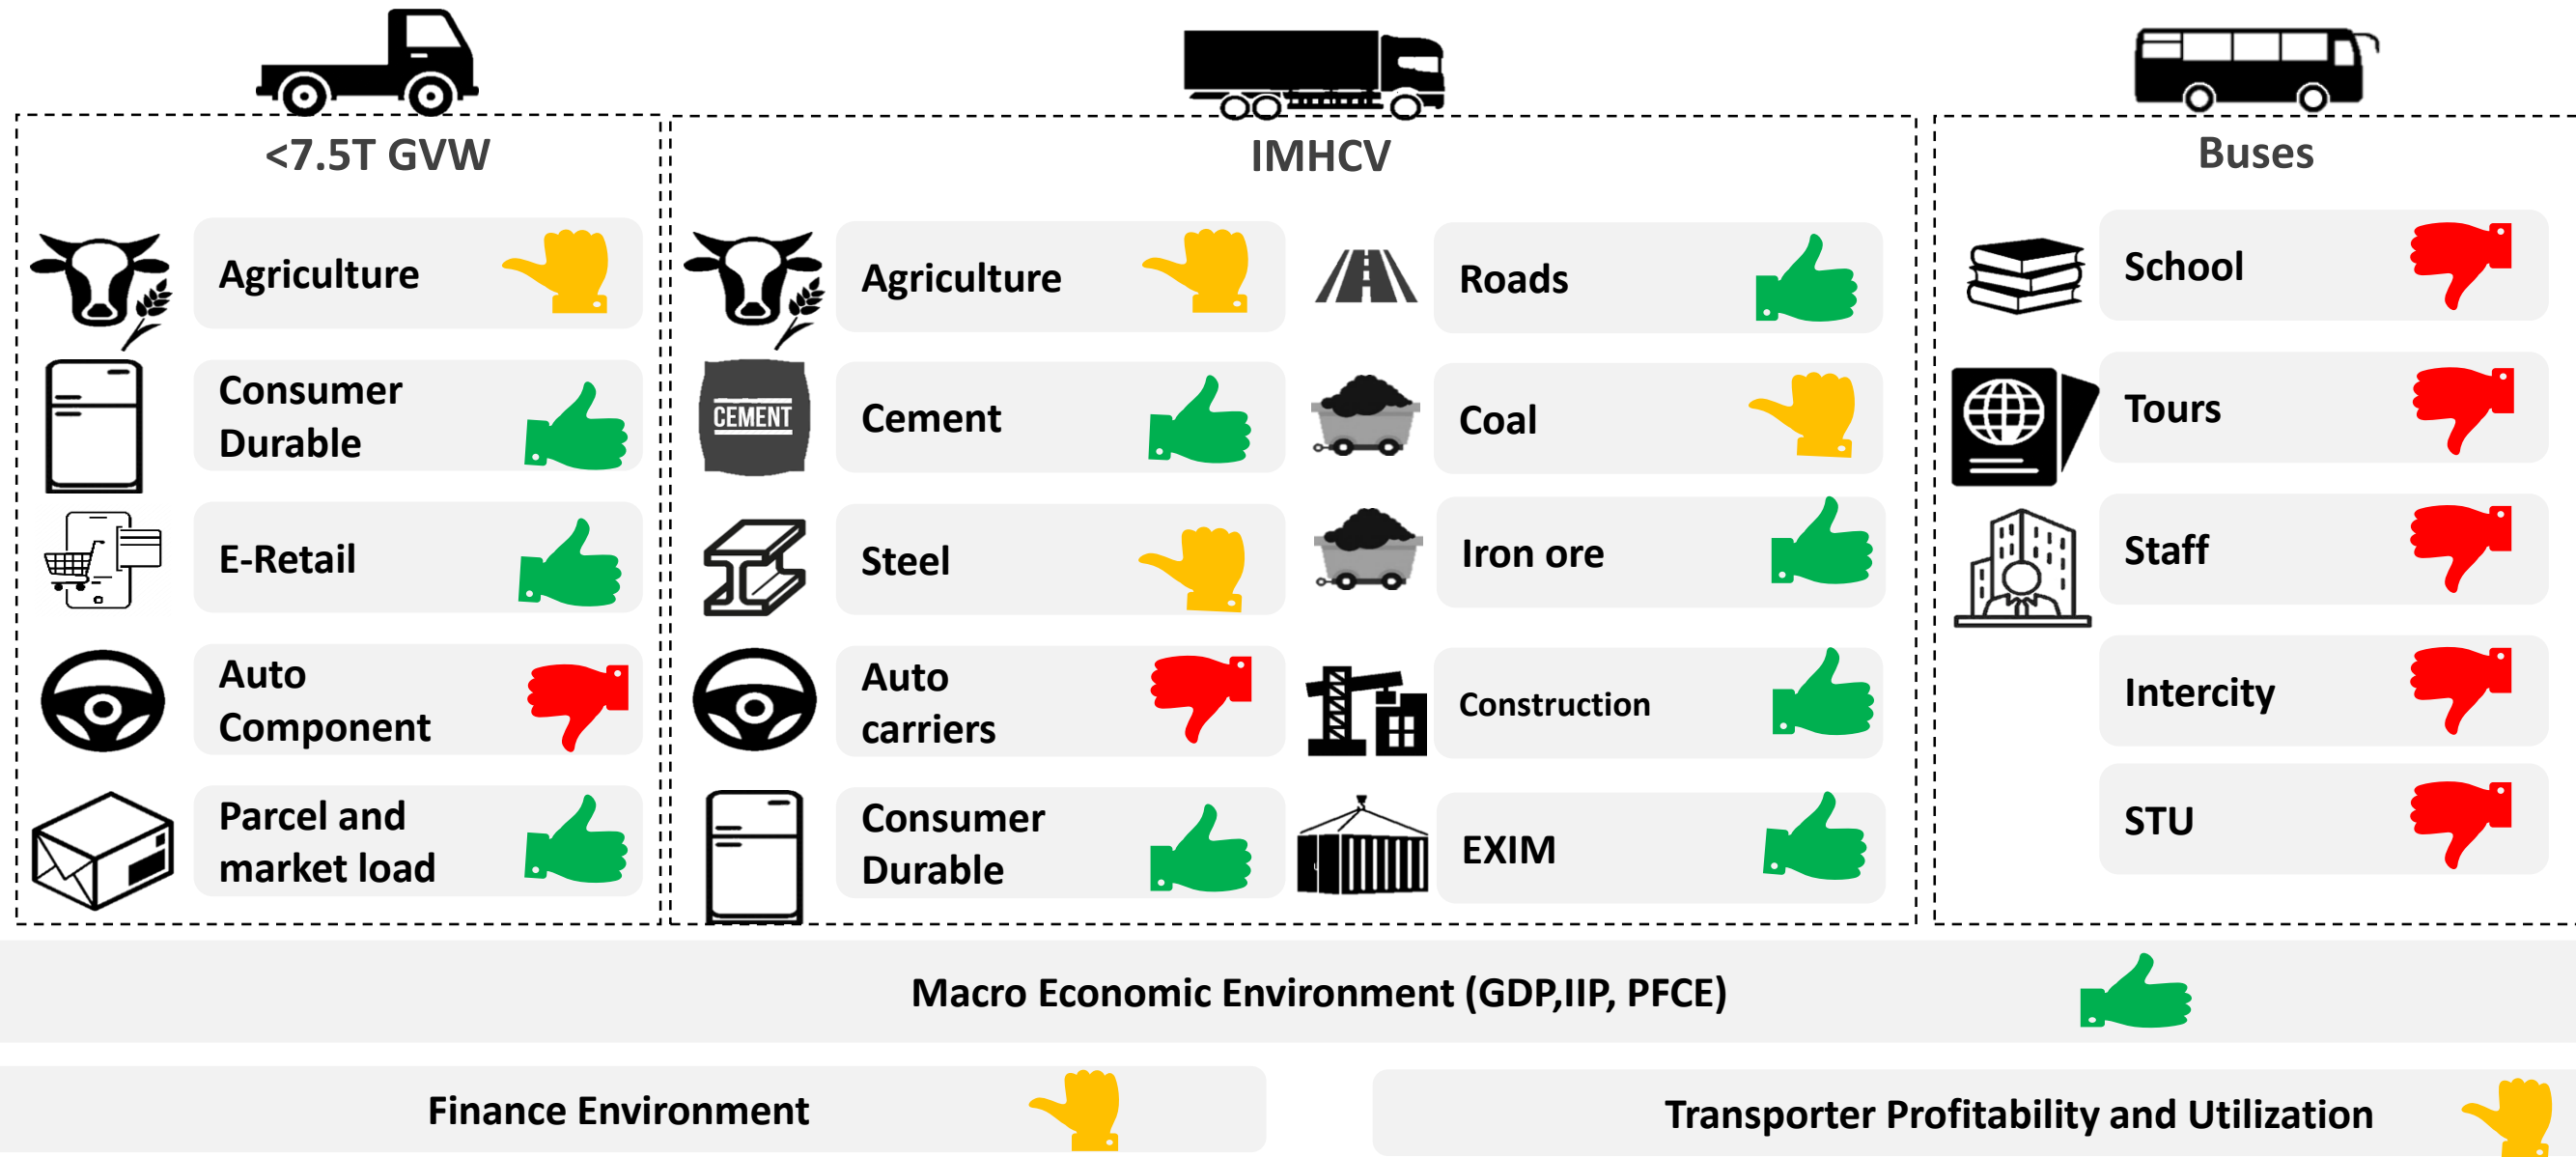 <7.5T GVW
Agriculture
Consumer
Durable
E-Retail
Auto
Component
Parcel and
market load
IMHCV
Agriculture
CEMENT
Cement
Steel
Auto
carriers
Consumer
Durable
Roads
Coal
Iron ore
Construction
EXIM
Buses
School
Tours
Staff
Intercity
STU
Macro Economic Environment (GDP,IIP, PFCE)
Finance Environment
Transporter Profitability and Utilization